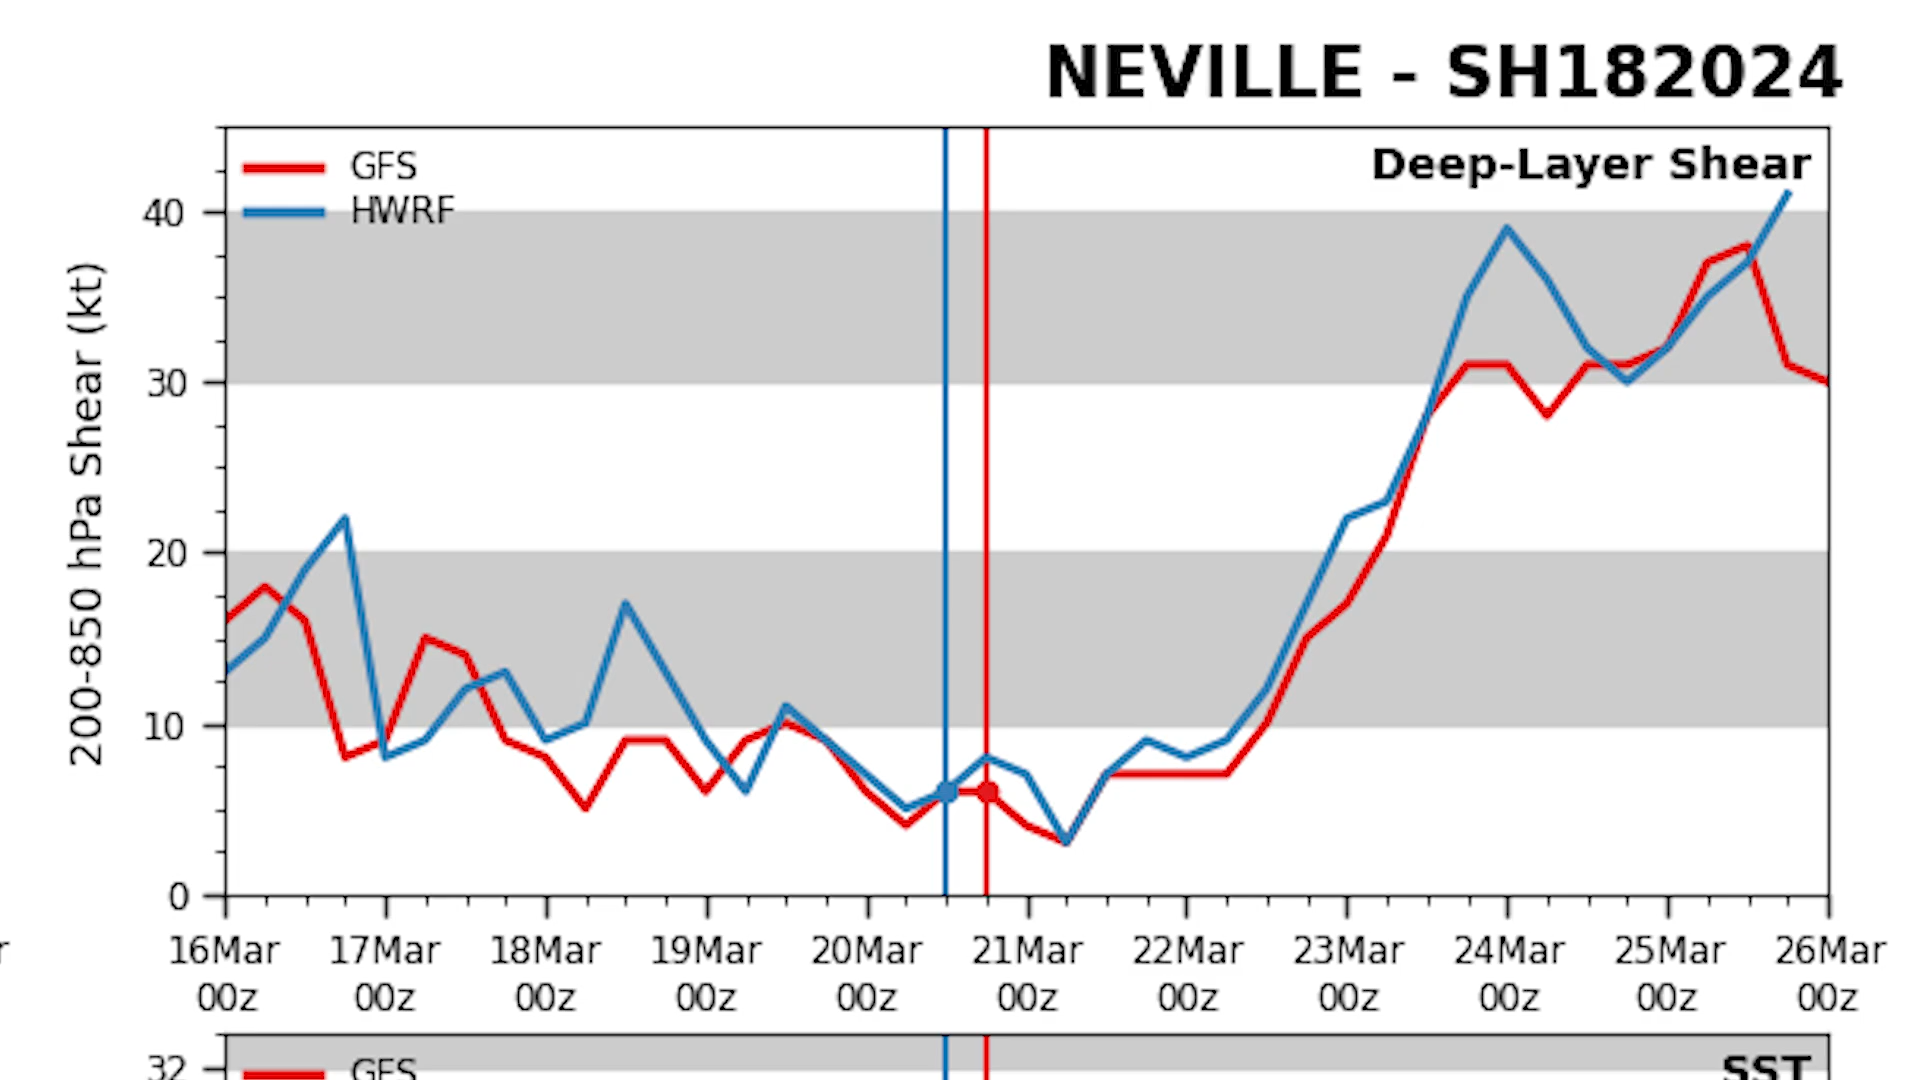 NEVILLE - SH182024
Deep-Layer Shear
GFS
HWRF
200-850 hPa Shear (kt)
40
30
20
10
0
16Mar 17Mar 18Mar 19Mar 20Mar 21Mar 22Mar 23Mar 24Mar 25Mar 26Mar
00z 00z 00z 00z 00z 00z 00z 00z 00z 00z 00z
32
GFS
SST